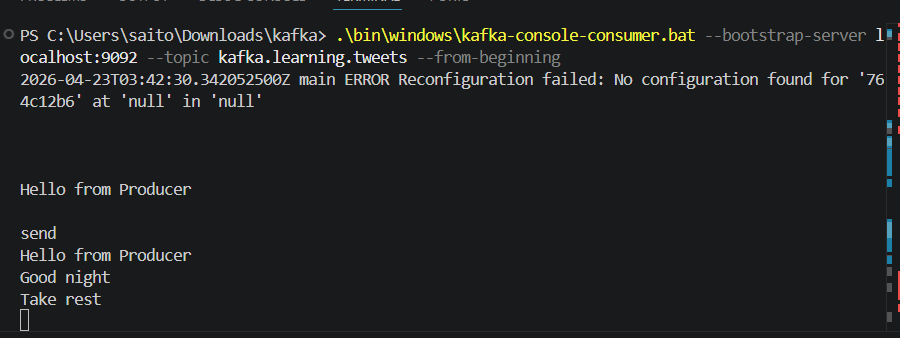 PS C:\Users\saito\Downloads\kafka> .\bin\windows\kafka-console-consumer.bat --bootstrap-server l
ocalhost:9092 --topic kafka.learning.tweets --from-beginning
2026-04-23T03:42:30.342052500Z main ERROR Reconfiguration failed: No configuration found for '76
4c12b6' at 'null' in 'null'
Hello from Producer
send
Hello from Producer
Good night
Take rest